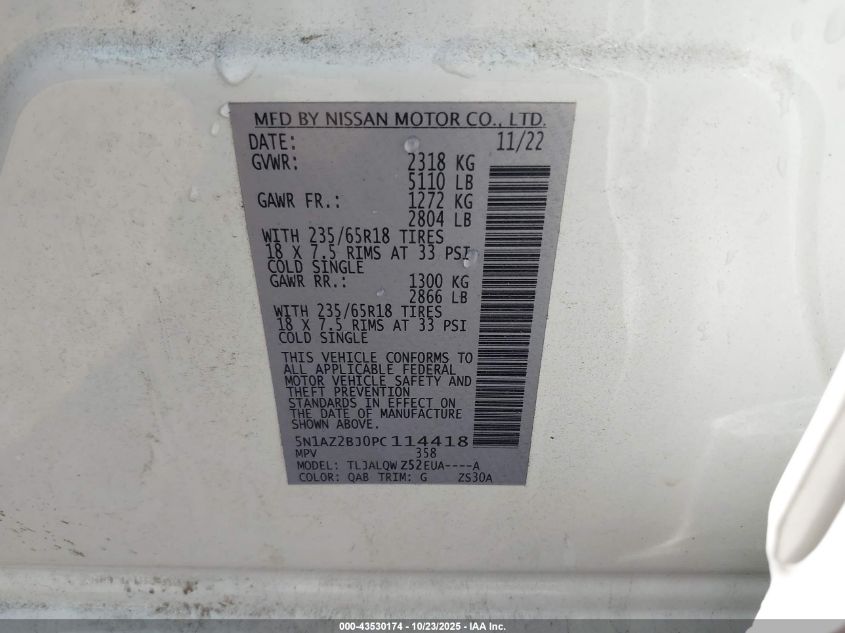 MFD BY NISSAN MOTOR CO., LTD.
DATE: 11/22
GVWR: 2318 KG
5110 LB
GAWR FR.: 1272 KG
2804 LB
WITH 235/65R18 TIRES
18 X 7.5 RIMS AT 33 PSI
COLD SINGLE
GAWR RR.: 1300 KG
2866 LB
WITH 235/65R18 TIRES
18 X 7.5 RIMS AT 33 PSI
COLD SINGLE
THIS VEHICLE CONFORMS TO
ALL APPLICABLE FEDERAL
MOTOR VEHICLE SAFETY AND
THEFT PREVENTION
STANDARDS IN EFFECT ON
THE DATE OF MANUFACTURE
SHOWN ABOVE.
5N1AZ2BJ0PC114418
MPV 358
MODEL: TLJALQWZ52EUA----A
COLOR: QAB TRIM: G ZS30A
000-43530174 - 10/23/2025 - IAA Inc.